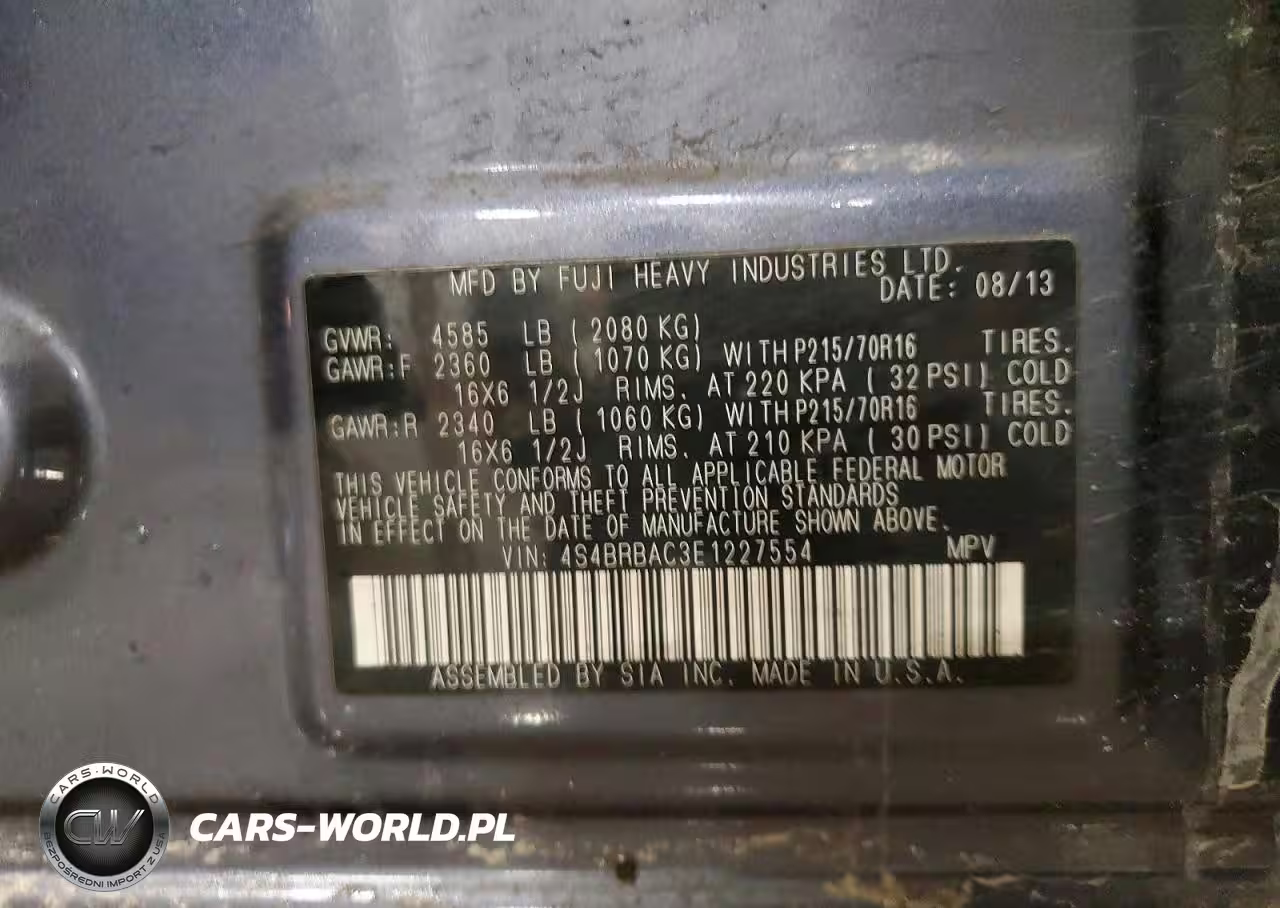 MFD BY FUJI HEAVY INDUSTRIES LTD.
DATE: 08/13
GVWR: 4585 LB ( 2080 KG)
GAWR:F 2360 LB ( 1070 KG) WITH P215/70R16 TIRES.
16X6 1/2J RIMS. AT 220 KPA ( 32 PSI) COLD
GAWR:R 2340 LB ( 1060 KG) WITH P215/70R16 TIRES.
16X6 1/2J RIMS. AT 210 KPA ( 30 PSI) COLD
THIS VEHICLE CONFORMS TO ALL APPLICABLE FEDERAL MOTOR
VEHICLE SAFETY AND THEFT PREVENTION STANDARDS
IN EFFECT ON THE DATE OF MANUFACTURE SHOWN ABOVE.
VIN: 4S4BRBAC3E1227554 MPV
ASSEMBLED BY SIA INC. MADE IN U.S.A.
CARS-WORLD
CW
BEZPOŚREDNI IMPORT Z USA
CARS-WORLD.PL